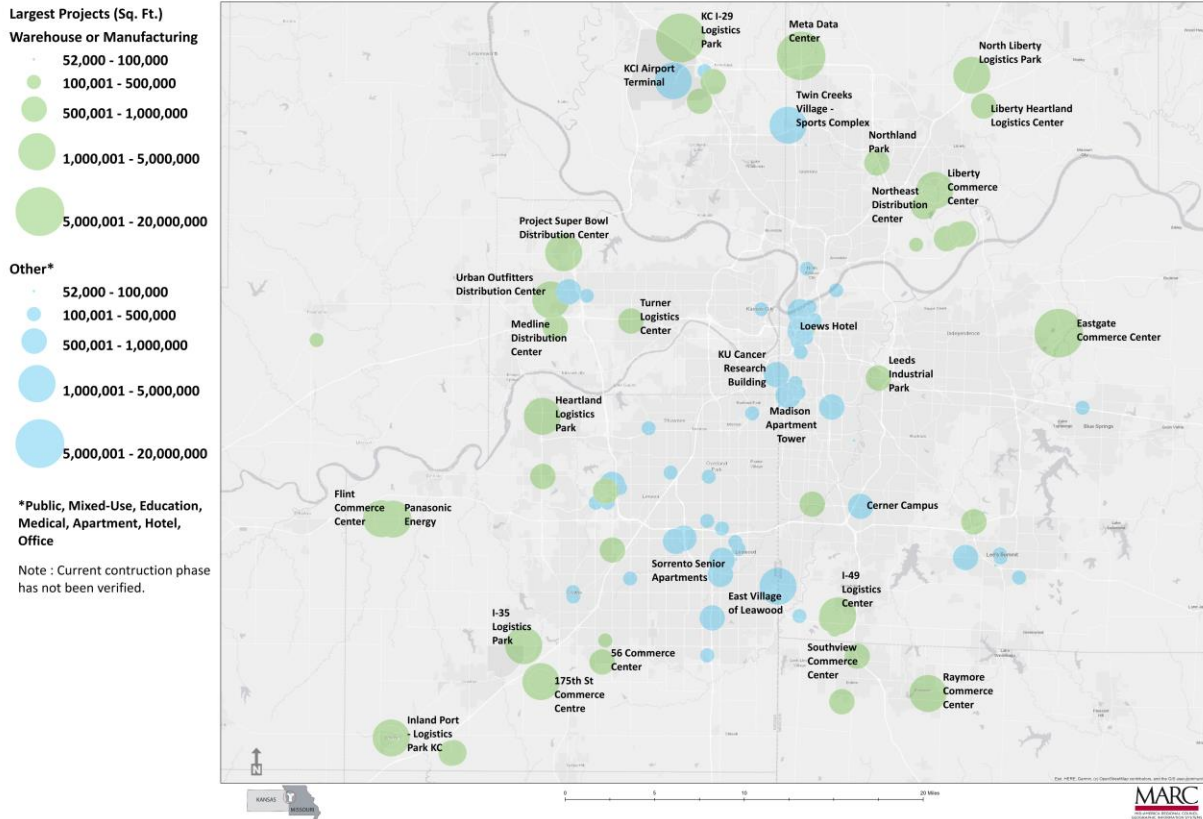 Largest Projects (Sq. Ft.)
Warehouse or Manufacturing
52,000 - 100,000
100,001 - 500,000
500,001 - 1,000,000
1,000,001 - 5,000,000
5,000,001 - 20,000,000
Other*
52,000 - 100,000
100,001 - 500,000
500,001 - 1,000,000
1,000,001 - 5,000,000
5,000,001 - 20,000,000
*Public, Mixed-Use, Education,
Medical, Apartment, Hotel,
Office
Note : Current contruction phase
has not been verified.
KC I-29
Logistics
Park
Meta Data
Center
North Liberty
Logistics Park
KCI Airport
Terminal
Twin Creeks
Village -
Sports Complex
Liberty Heartland
Logistics Center
Northland
Park
Liberty
Commerce
Center
Northeast
Distribution
Center
Project Super Bowl
Distribution Center
Urban Outfitters
Distribution Center
Medline
Distribution
Center
Turner
Logistics
Center
Loews Hotel
Eastgate
Commerce Center
KU Cancer
Research
Building
Leeds
Industrial
Park
Heartland
Logistics
Park
Madison
Apartment
Tower
Blue Springs
Flint
Commerce
Center
Panasonic
Energy
Cerner Campus
Sorrento Senior
Apartments
East Village
of Leawood
I-49
Logistics
Center
I-35
Logistics
Park
56 Commerce
Center
175th St
Commerce
Centre
Southview
Commerce
Center
Raymore
Commerce
Center
Inland Port
- Logistics
Park KC
N
KANSAS
MISSOURI
0 5 10 20 Miles
MARC
MID-AMERICA REGIONAL COUNCIL